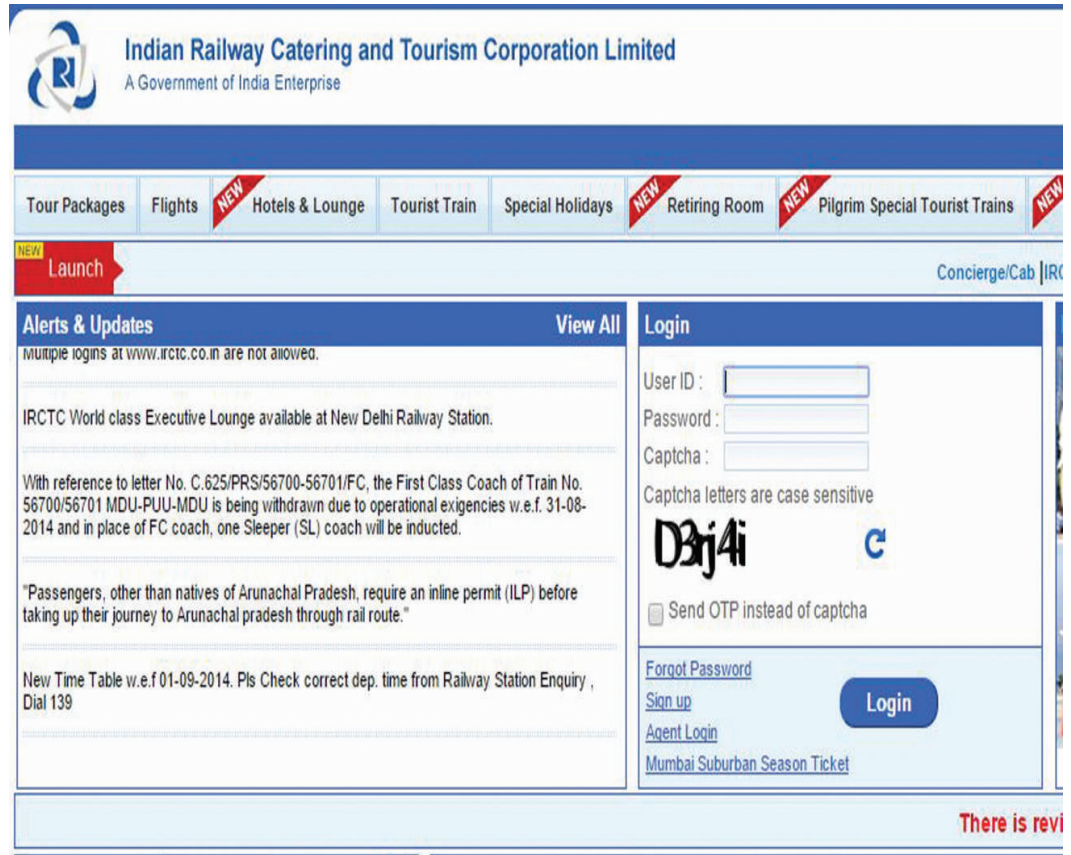 Indian Railway Catering and Tourism Corporation Limited
A Government of India Enterprise
Tour Packages Flights NEW Hotels & Lounge Tourist Train Special Holidays NEW Retiring Room NEW Pilgrim Special Tourist Trains NEW
NEW
Launch
Concierge/Cab |IRC
Alerts & Updates View All
Multiple logins at www.irctc.co.in are not allowed.
IRCTC World class Executive Lounge available at New Delhi Railway Station.
With reference to letter No. C.625/PRS/56700-56701/FC, the First Class Coach of Train No.
56700/56701 MDU-PUU-MDU is being withdrawn due to operational exigencies w.e.f. 31-08-
2014 and in place of FC coach, one Sleeper (SL) coach will be inducted.
"Passengers, other than natives of Arunachal Pradesh, require an inline permit (ILP) before
taking up their journey to Arunachal pradesh through rail route."
New Time Table w.e.f 01-09-2014. Pls Check correct dep. time from Railway Station Enquiry ,
Dial 139
Login
User ID :
Password :
Captcha :
Captcha letters are case sensitive
D3rj4i
Send OTP instead of captcha
Forgot Password
Sign up
Agent Login
Mumbai Suburban Season Ticket
Login
There is revi